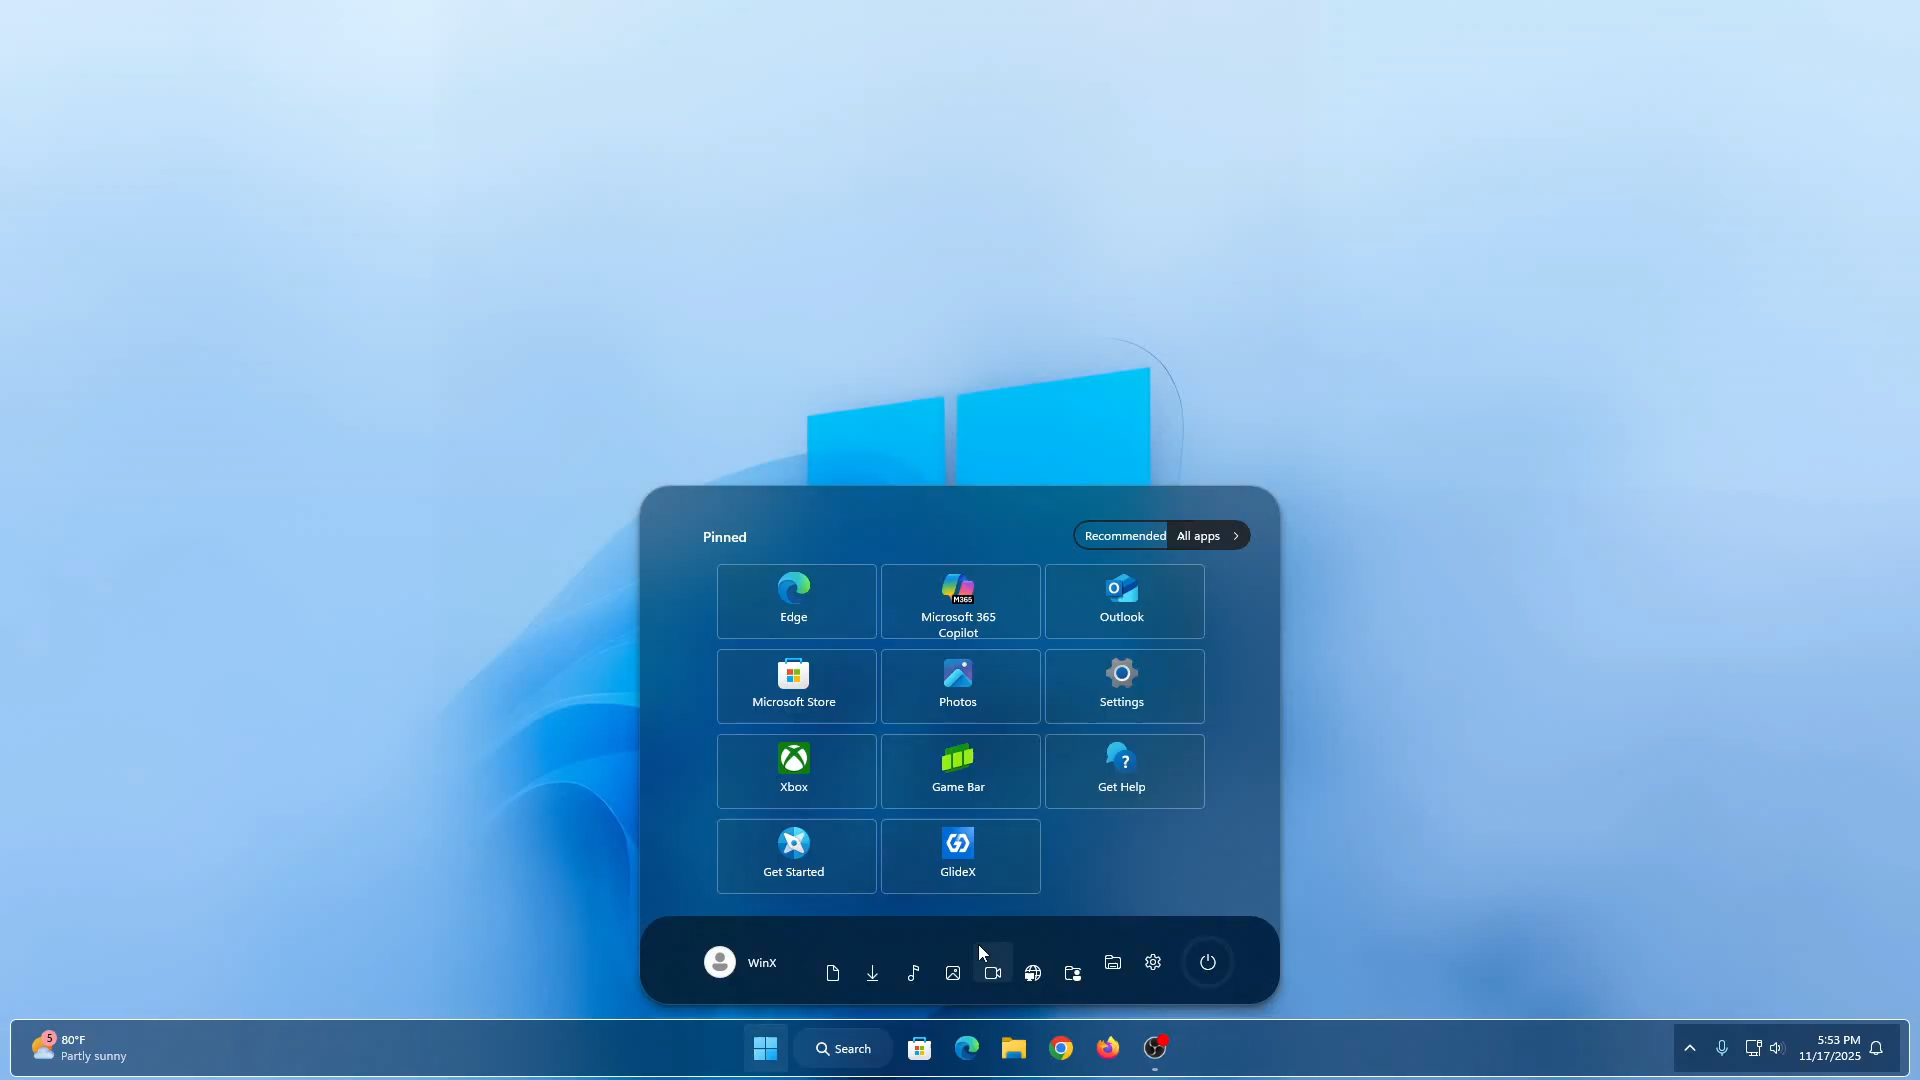 Pinned
Recommended
All apps
Edge
M365
Microsoft 365
Copilot
Outlook
Microsoft Store
Photos
Settings
Xbox
Game Bar
Get Help
Get Started
GlideX
WinX
5
80°F
Partly sunny
Search
5:53 PM
11/17/2025